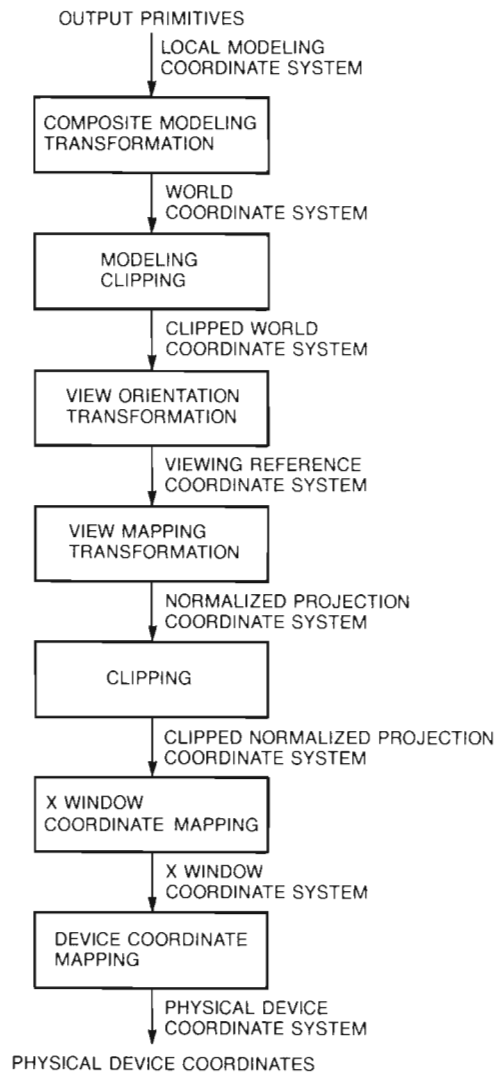 OUTPUT PRIMITIVES
LOCAL MODELING
COORDINATE SYSTEM
COMPOSITE MODELING
TRANSFORMATION
WORLD
COORDINATE SYSTEM
MODELING
CLIPPING
CLIPPED WORLD
COORDINATE SYSTEM
VIEW ORIENTATION
TRANSFORMATION
VIEWING REFERENCE
COORDINATE SYSTEM
VIEW MAPPING
TRANSFORMATION
NORMALIZED PROJECTION
COORDINATE SYSTEM
CLIPPING
CLIPPED NORMALIZED PROJECTION
COORDINATE SYSTEM
X WINDOW
COORDINATE MAPPING
X WINDOW
COORDINATE SYSTEM
DEVICE COORDINATE
MAPPING
PHYSICAL DEVICE
COORDINATE SYSTEM
PHYSICAL DEVICE COORDINATES